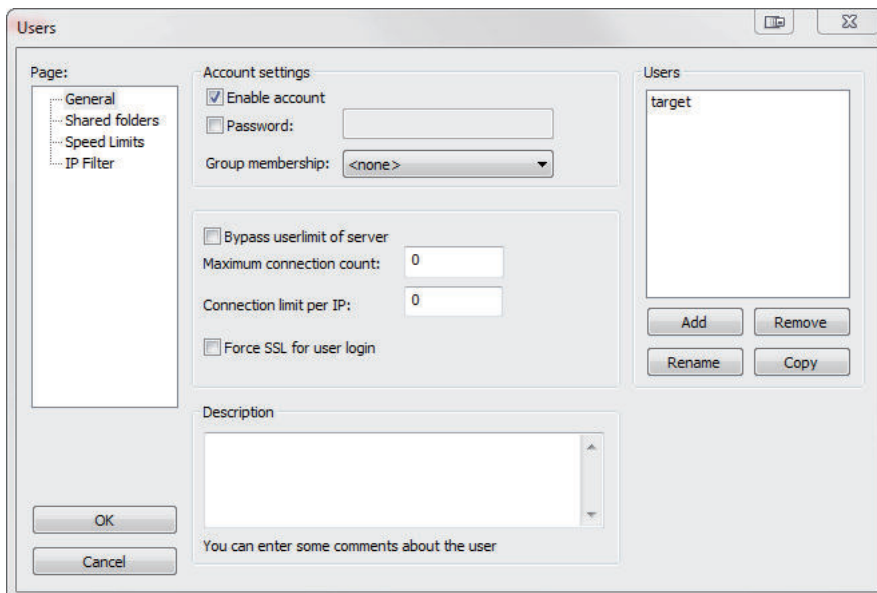 Users
Page:
General
Shared folders
Speed Limits
IP Filter
OK
Cancel
Account settings
Enable account
Password:
Group membership: <none>
Bypass userlimit of server
Maximum connection count: 0
Connection limit per IP: 0
Force SSL for user login
Description
You can enter some comments about the user
Users
target
Add Remove
Rename Copy